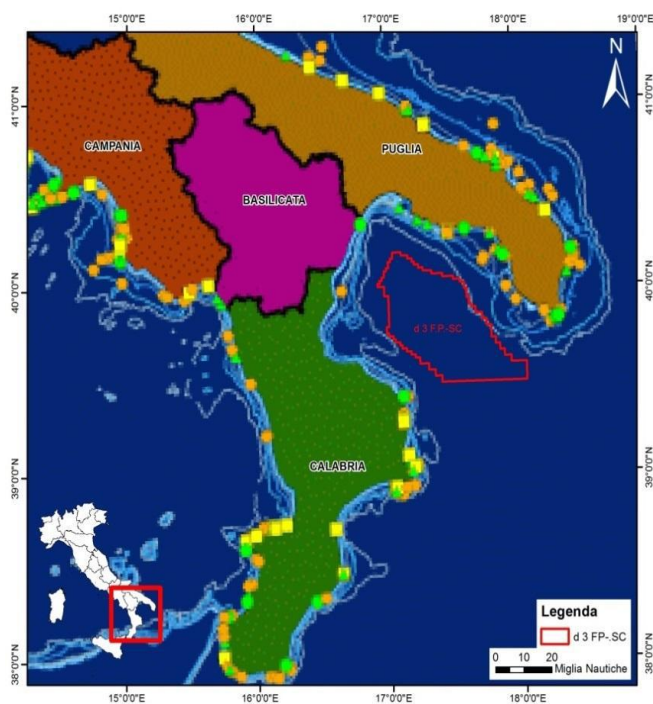 15°0'0"E 16°0'0"E 17°0'0"E 18°0'0"E 19°0'0"E
N
41°0'0"N
41°0'0"N
CAMPANIA
PUGLIA
BASILICATA
40°0'0"N
40°0'0"N
d 3 F.P.-SC
39°0'0"N
39°0'0"N
CALABRIA
Legenda
d 3 FP-.SC
0 10 20
Miglia Nautiche
38°0'0"N
38°0'0"N
15°0'0"E 16°0'0"E 17°0'0"E 18°0'0"E